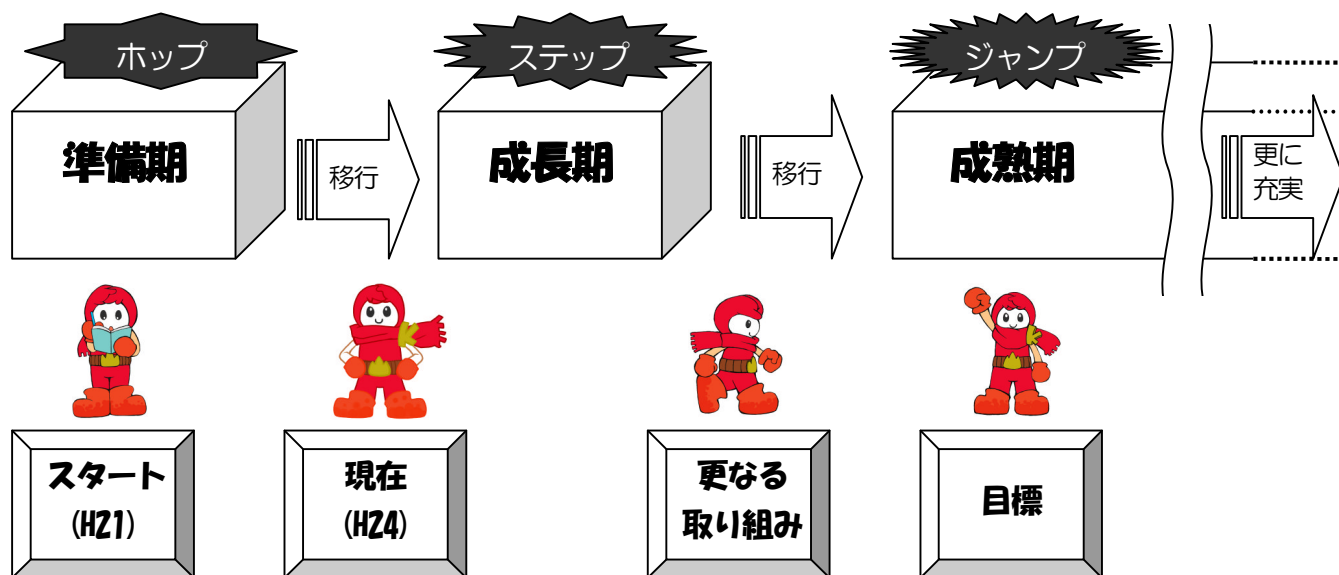 ホップ
ステップ
ジャンプ
準備期
移行
成長期
移行
成熟期
更に
充実
スタート
(H21)
現在
(H24)
更なる
取り組み
目標